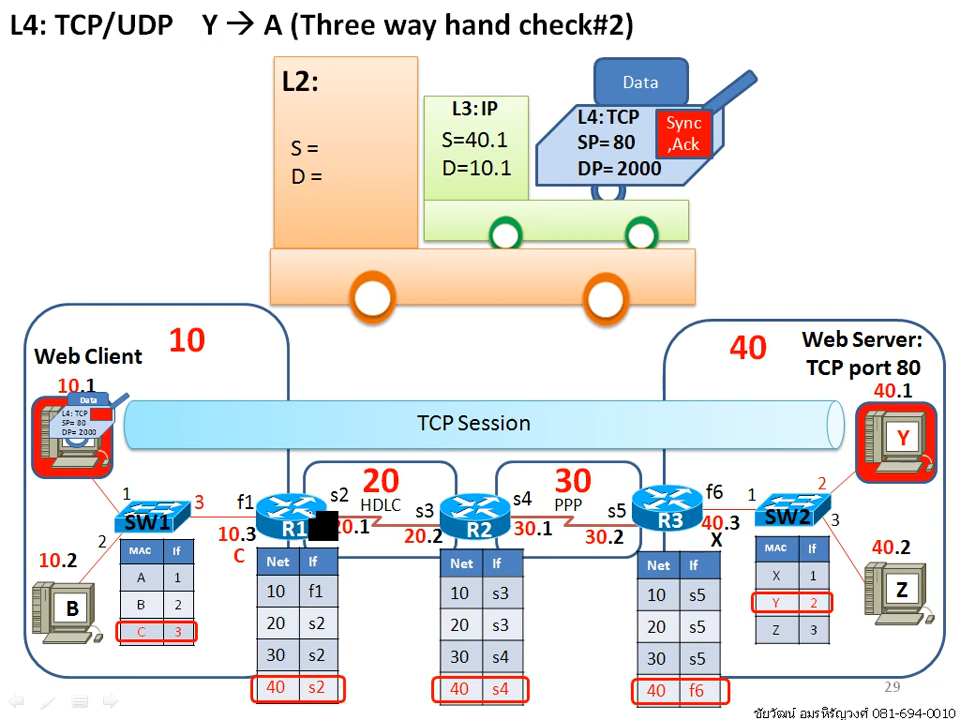 L4: TCP/UDP Y → A (Three way hand check#2)
L2:
S =
D =
L3: IP
S=40.1
D=10.1
Data
L4: TCP
SP= 80
DP= 2000
Sync
,Ack
10
Web Client
10.1
Data
L4: TCP
SP= 80
DP= 2000
40
Web Server:
TCP port 80
40.1
Y
TCP Session
20
HDLC
30
PPP
1
2
3
SW1
f1
10.3
C
R1
s2
20.1
s3
20.2
R2
s4
30.1
s5
30.2
R3
f6
40.3
X
1
2
3
SW2
10.2
B
40.2
Z
MAC If
A 1
B 2
C 3
Net If
10 f1
20 s2
30 s2
40 s2
Net If
10 s3
20 s3
30 s4
40 s4
Net If
10 s5
20 s5
30 s5
40 f6
MAC If
X 1
Y 2
Z 3
29
ชัยวัฒน์ อมรหิรัญวงศ์ 081-694-0010